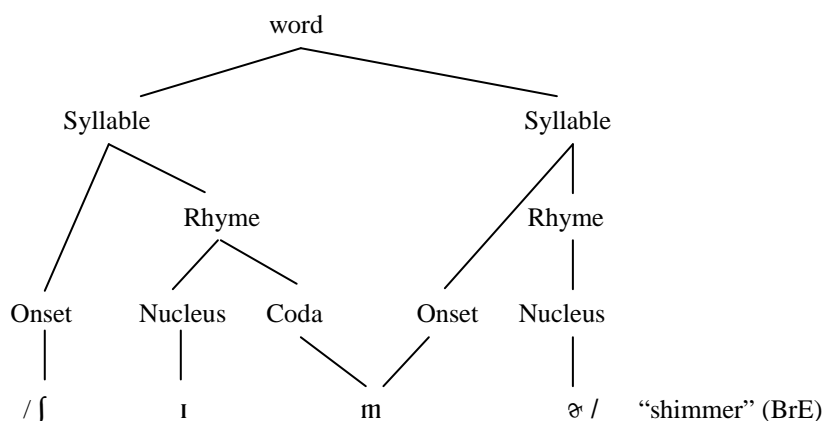 word
Syllable Syllable
Rhyme Rhyme
Onset Nucleus Coda Onset Nucleus
/ ʃ ɪ m ɚ / “shimmer” (BrE)